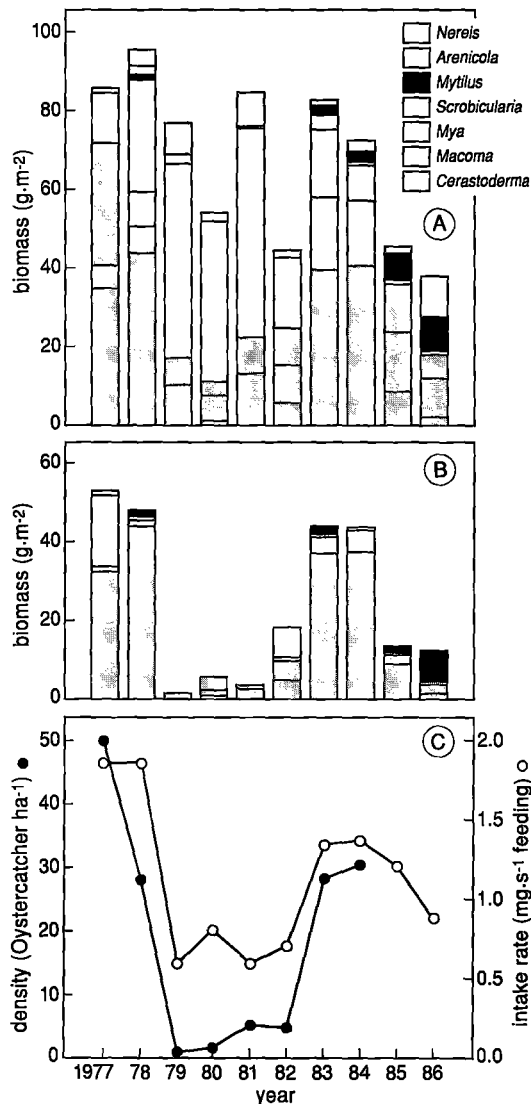 100
80
60
40
20
0
biomass (g·m-2)
Nereis
Arenicola
Mytilus
Scrobicularia
Mya
Macoma
Cerastoderma
A
60
40
20
0
biomass (g·m-2)
B
50
40
30
20
10
0
density (Oystercatcher ha-1) ●
C
2.0
1.5
1.0
0.5
0.0
intake rate (mg·s-1 feeding) ○
1977 78 79 80 81 82 83 84 85 86
year